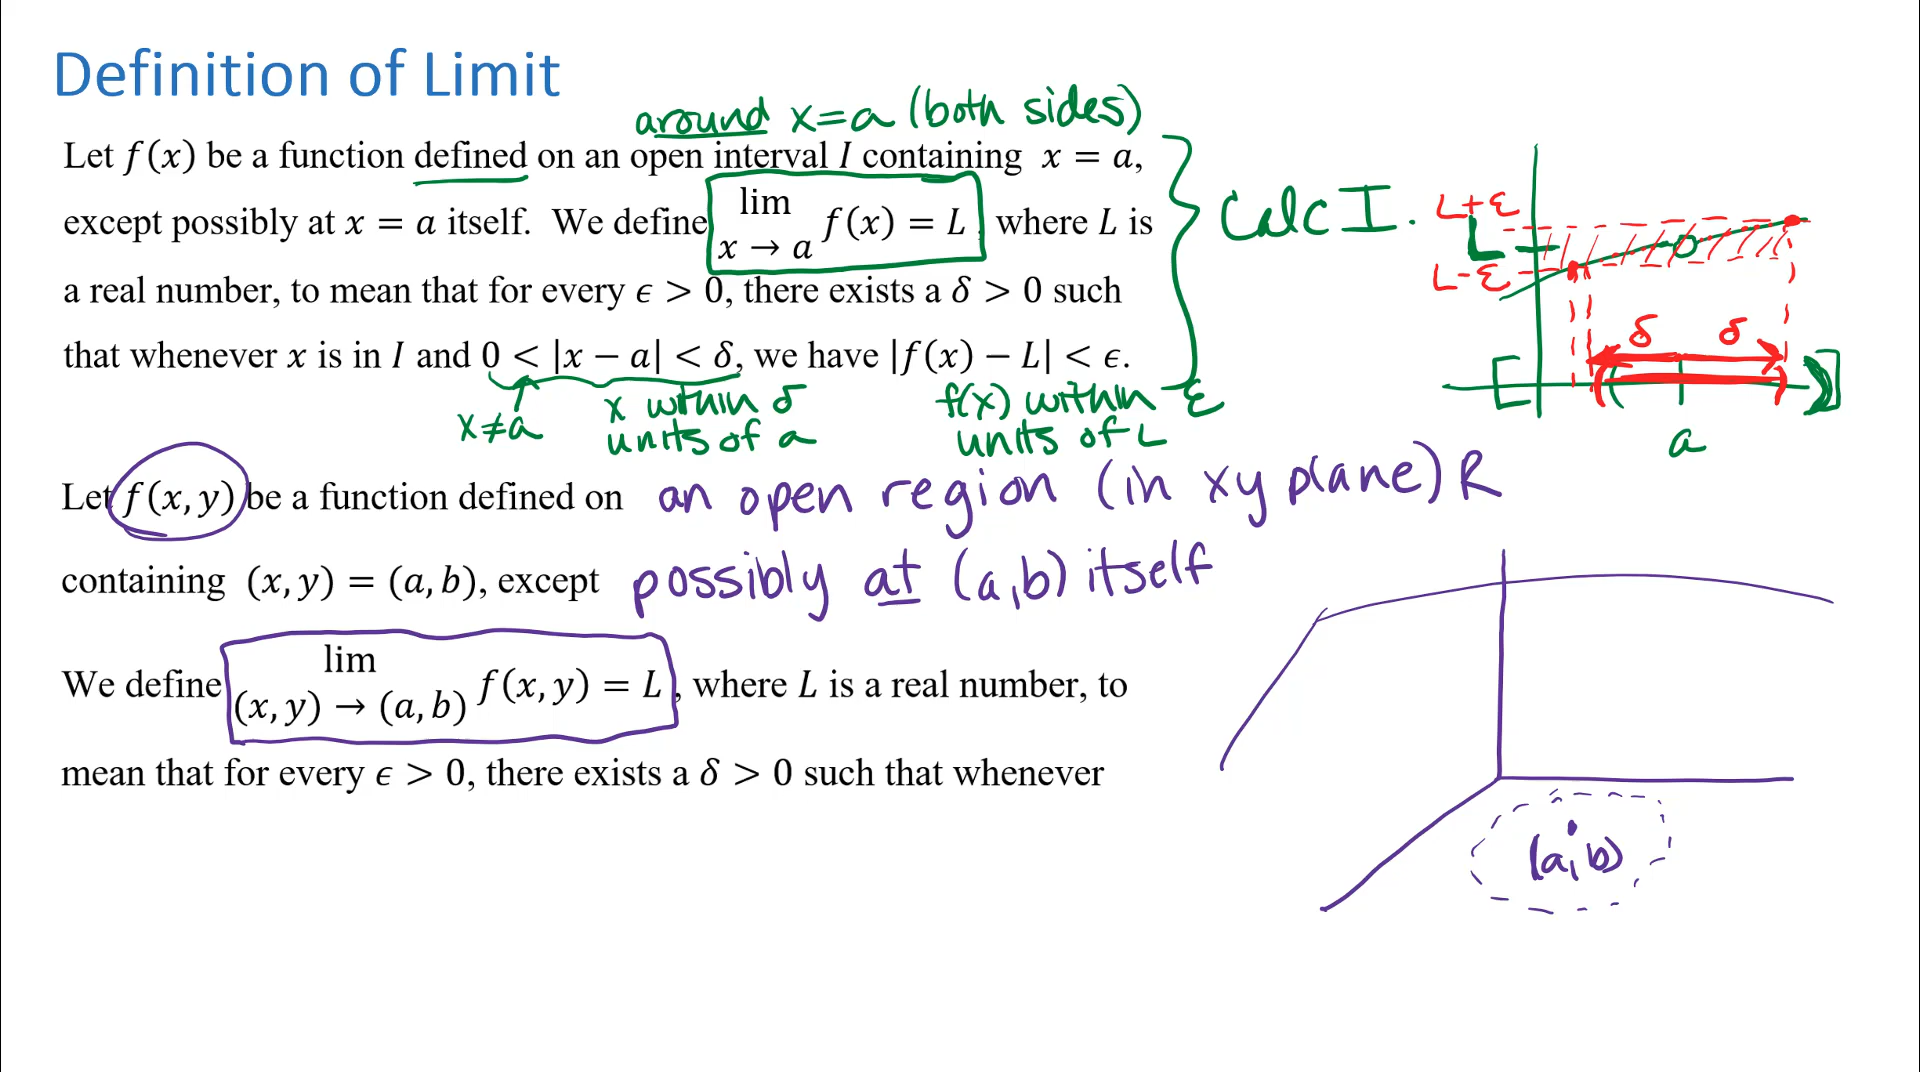 Definition of Limit
around x=a (both sides)
Let f(x) be a function defined on an open interval I containing x = a,
except possibly at x = a itself. We define lim x → a f(x) = L, where L is
a real number, to mean that for every ϵ > 0, there exists a δ > 0 such
that whenever x is in I and 0 < |x − a| < δ, we have |f(x) − L| < ϵ.
x≠a
x within δ
units of a
f(x) within ε
units of L
Calc I.
L+ε
L
L-ε
δ δ
a
Let f(x, y) be a function defined on an open region (in xy plane) R
containing (x, y) = (a, b), except possibly at (a,b) itself
We define lim (x, y) → (a, b) f(x, y) = L, where L is a real number, to
mean that for every ϵ > 0, there exists a δ > 0 such that whenever
(a,b)